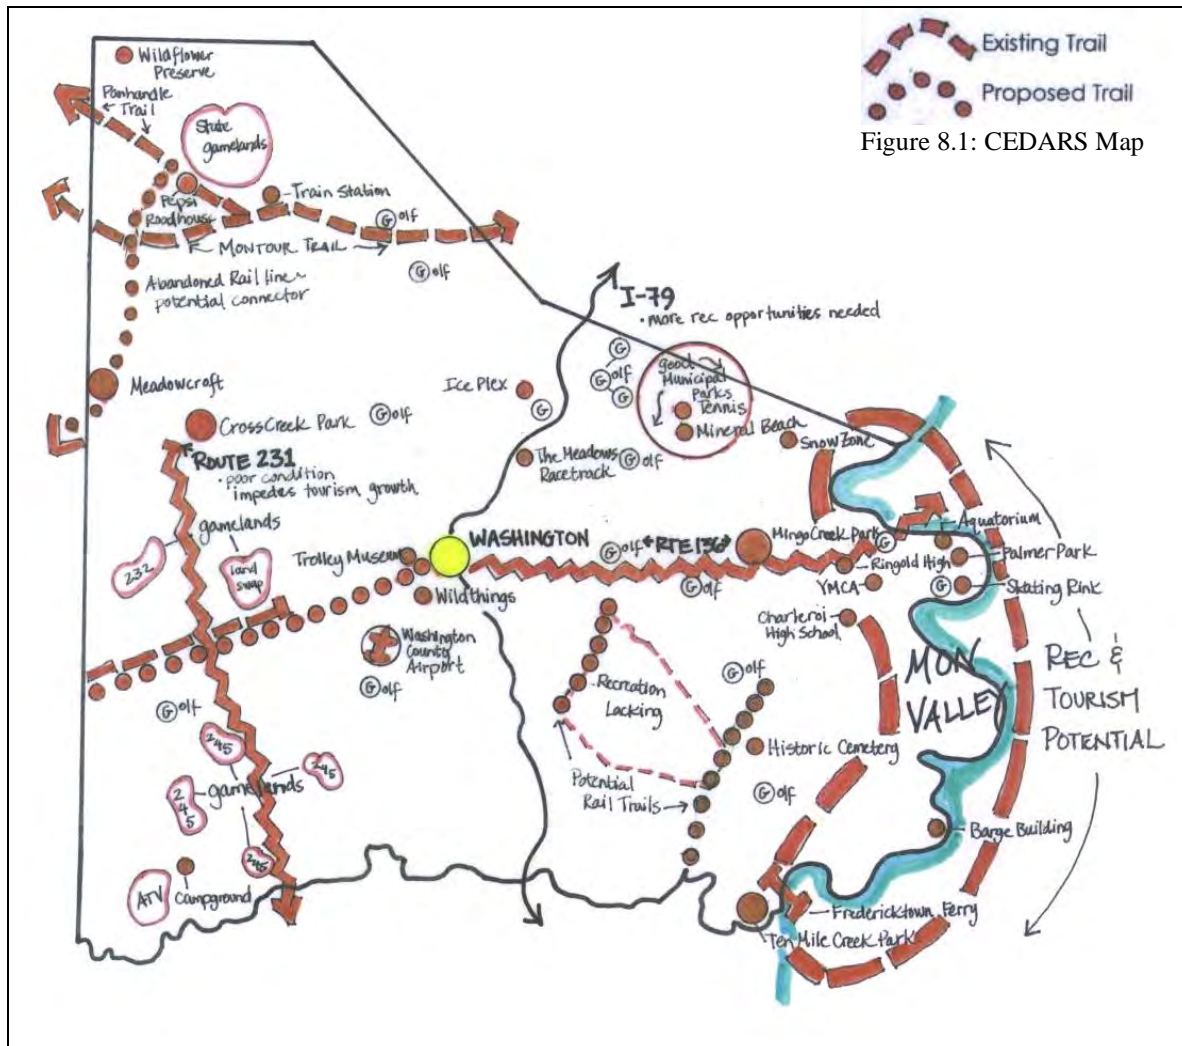 Existing Trail
Proposed Trail
Figure 8.1: CEDARS Map
Wildflower
Preserve
Panhandle
Trail
State
gamelands
Train Station
Pepsi
Roadhouse
Golf
MONTOUR TRAIL
Golf
Abandoned Rail line~
potential connector
I-79
• more rec opportunities needed
Meadowcroft
Ice Plex
G
G
Golf
G
G
good
Municipal
Parks
Tennis
Mineral Beach
Cross Creek Park
Golf
Snow Zone
ROUTE 231
• poor condition
impedes tourism growth
The Meadows
Racetrack
Golf
gamelands
232
land
swap
Trolley Museum
WASHINGTON
Golf
RTE 136
Mingo Creek Park
G
Aquatorium
Ringold High
Palmer Park
YMCA
G
Skating Rink
Wildthings
Golf
Charleroi
High School
Washington
County
Airport
Golf
Golf
Recreation
Lacking
Golf
MON
VALLEY
REC &
TOURISM
POTENTIAL
245
245
245
gamelands
245
Historic Cemetery
Potential
Rail Trails
Golf
Barge Building
ATV
Campground
Fredericktown Ferry
Ten Mile Creek Park